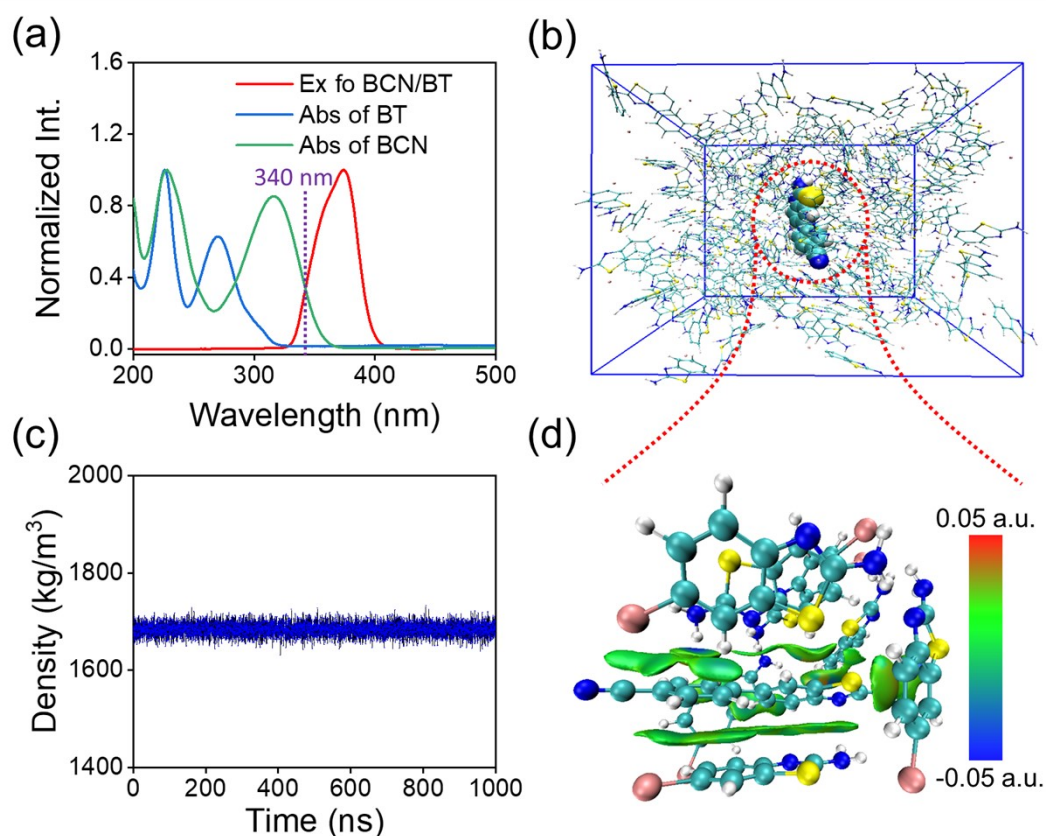 (a)
1.6
1.2
0.8
0.4
0.0
Normalized Int.
Ex fo BCN/BT
Abs of BT
Abs of BCN
340 nm
200
300
400
500
Wavelength (nm)
(b)
(c)
2000
1800
1600
1400
Density (kg/m³)
0
200
400
600
800
1000
Time (ns)
(d)
0.05 a.u.
-0.05 a.u.